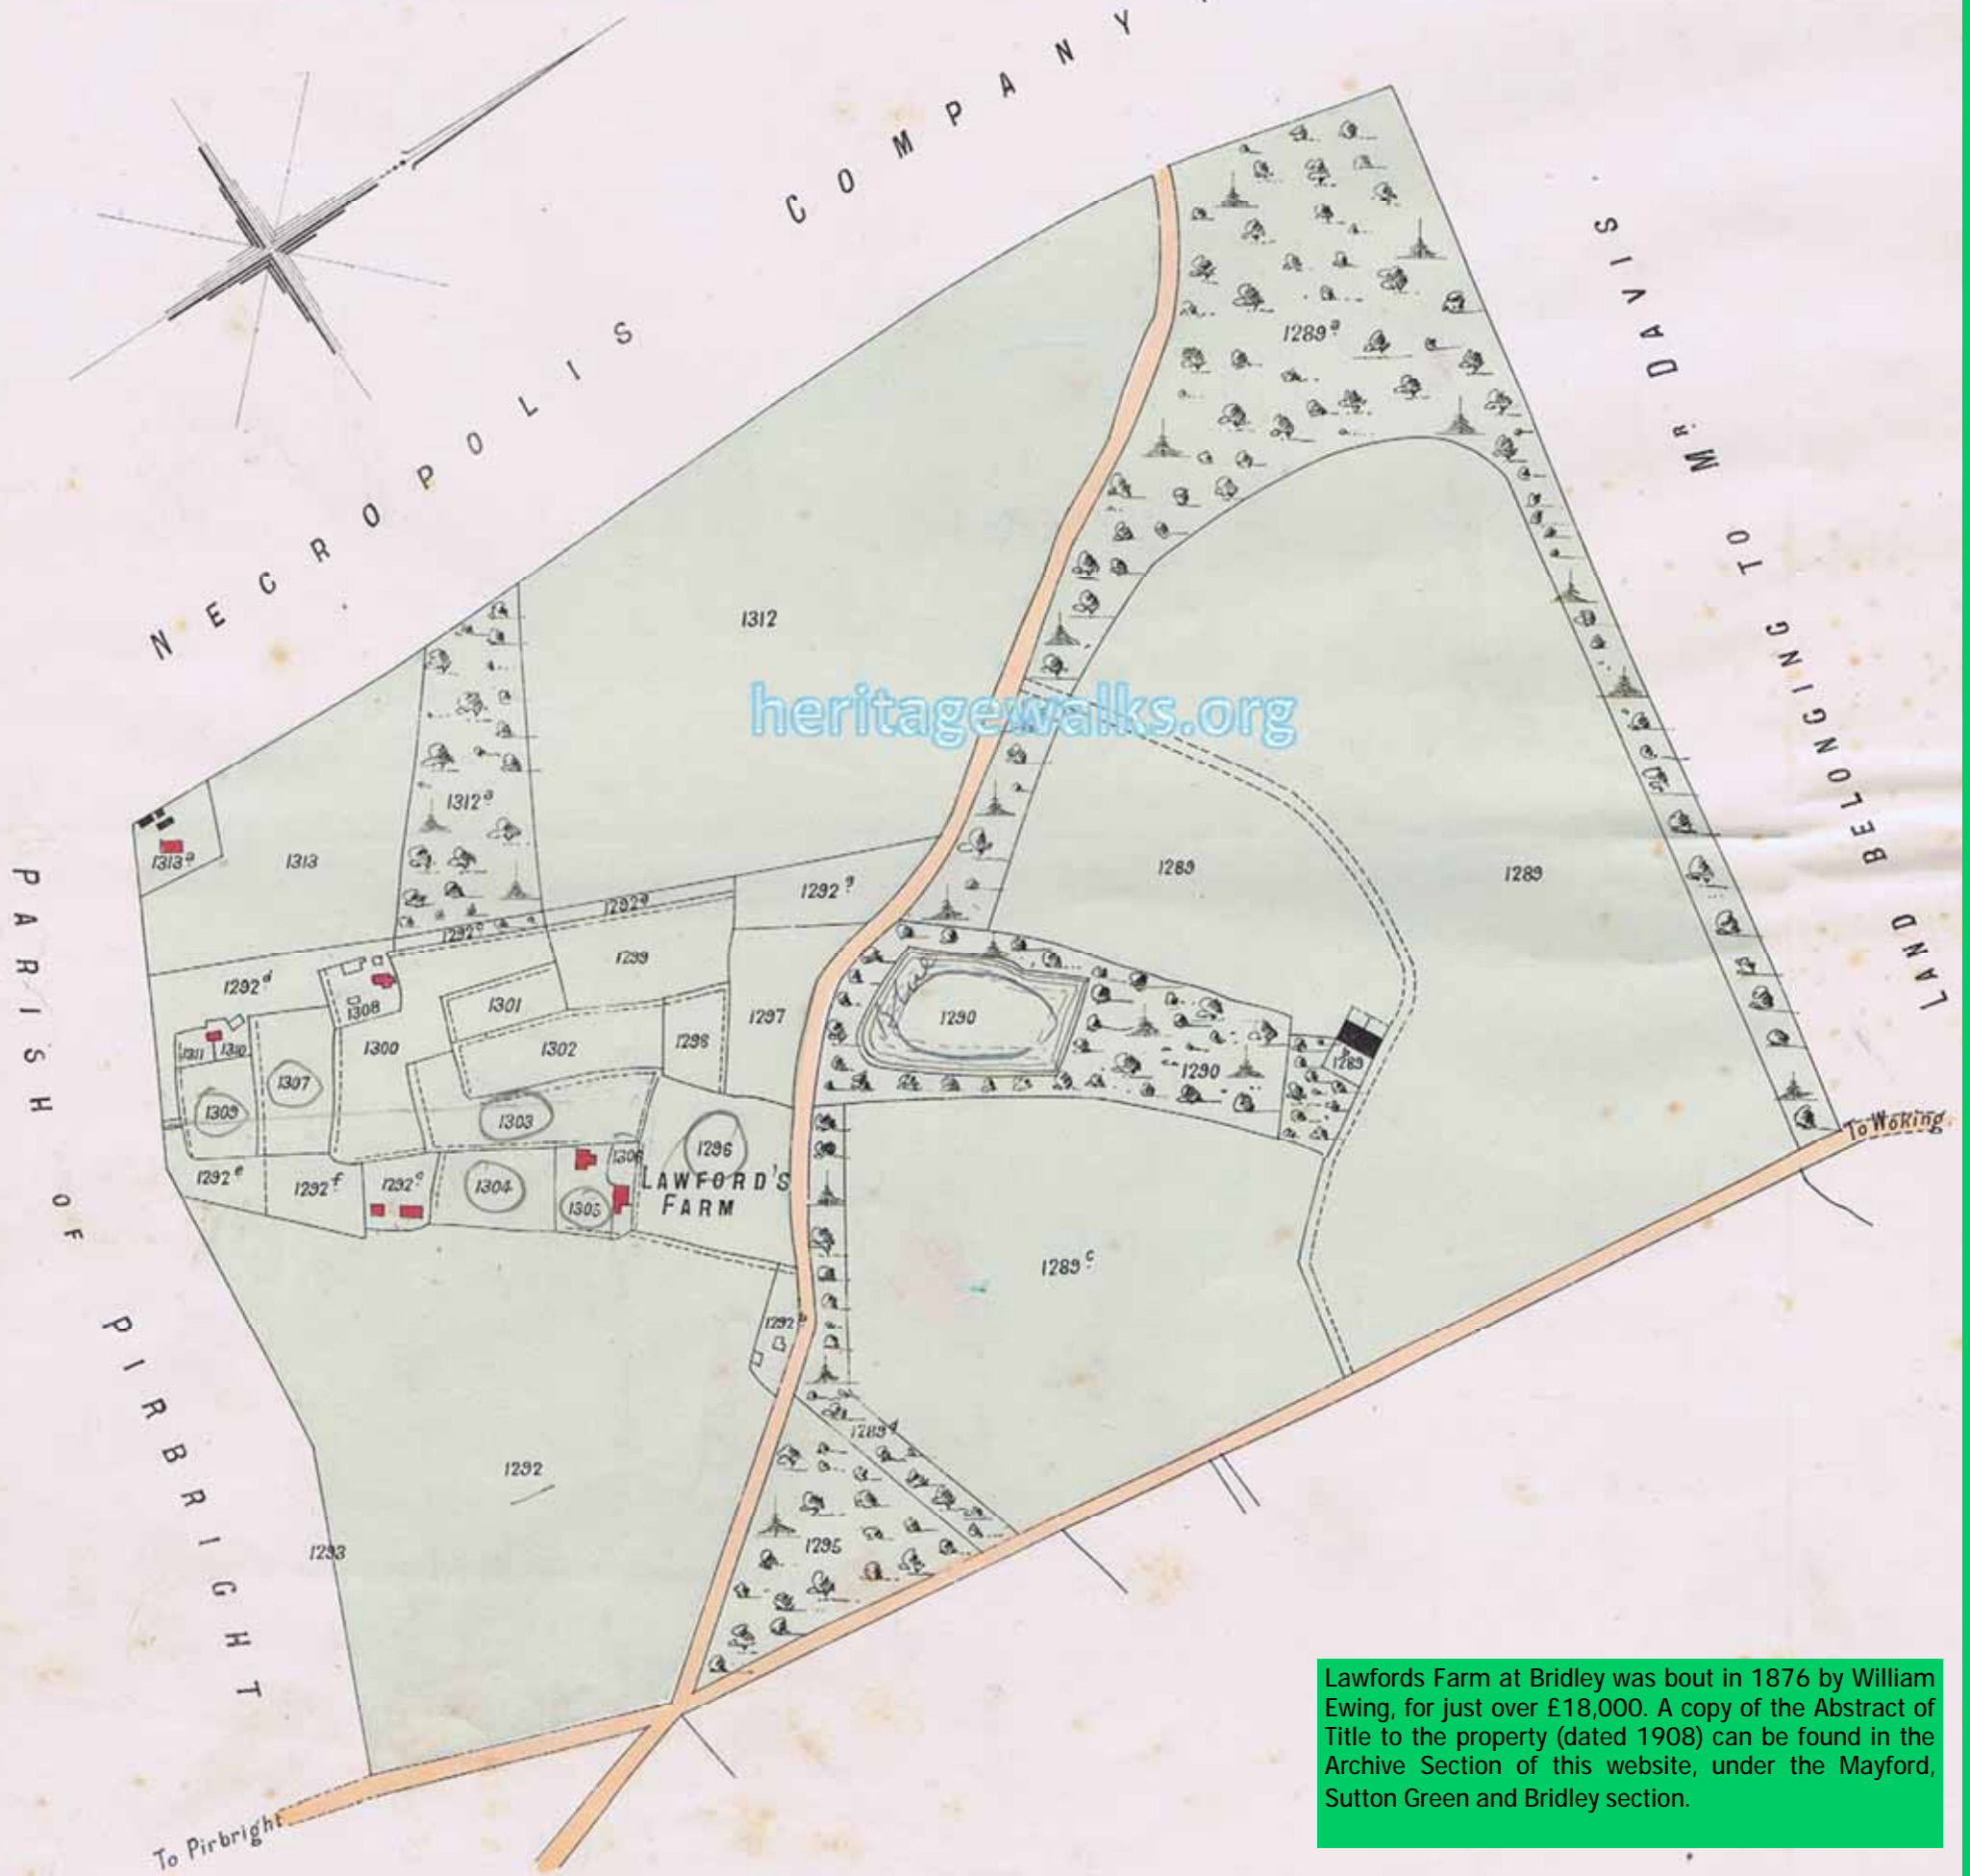 NECROPOLIS COMPANY
LAND BELONGING TO Mr. DAVIS.
PARISH OF PIRBRIGHT
1289a
1312
heritagewalks.org
1312a
1313a
1313
1289
1289
1292g
1292d
1299
1308
1301
1290
1297
1311
1310
1300
1302
1298
1307
1290
1289
1309
1303
1296
1306
1292e
1292f
1292c
1304
1305
LAWFORD'S
FARM
To Woking.
1289c
1292
1289d
1292
1295
1293
To Pirbright
Lawfords Farm at Bridley was bout in 1876 by William
Ewing, for just over £18,000. A copy of the Abstract of
Title to the property (dated 1908) can be found in the
Archive Section of this website, under the Mayford,
Sutton Green and Bridley section.